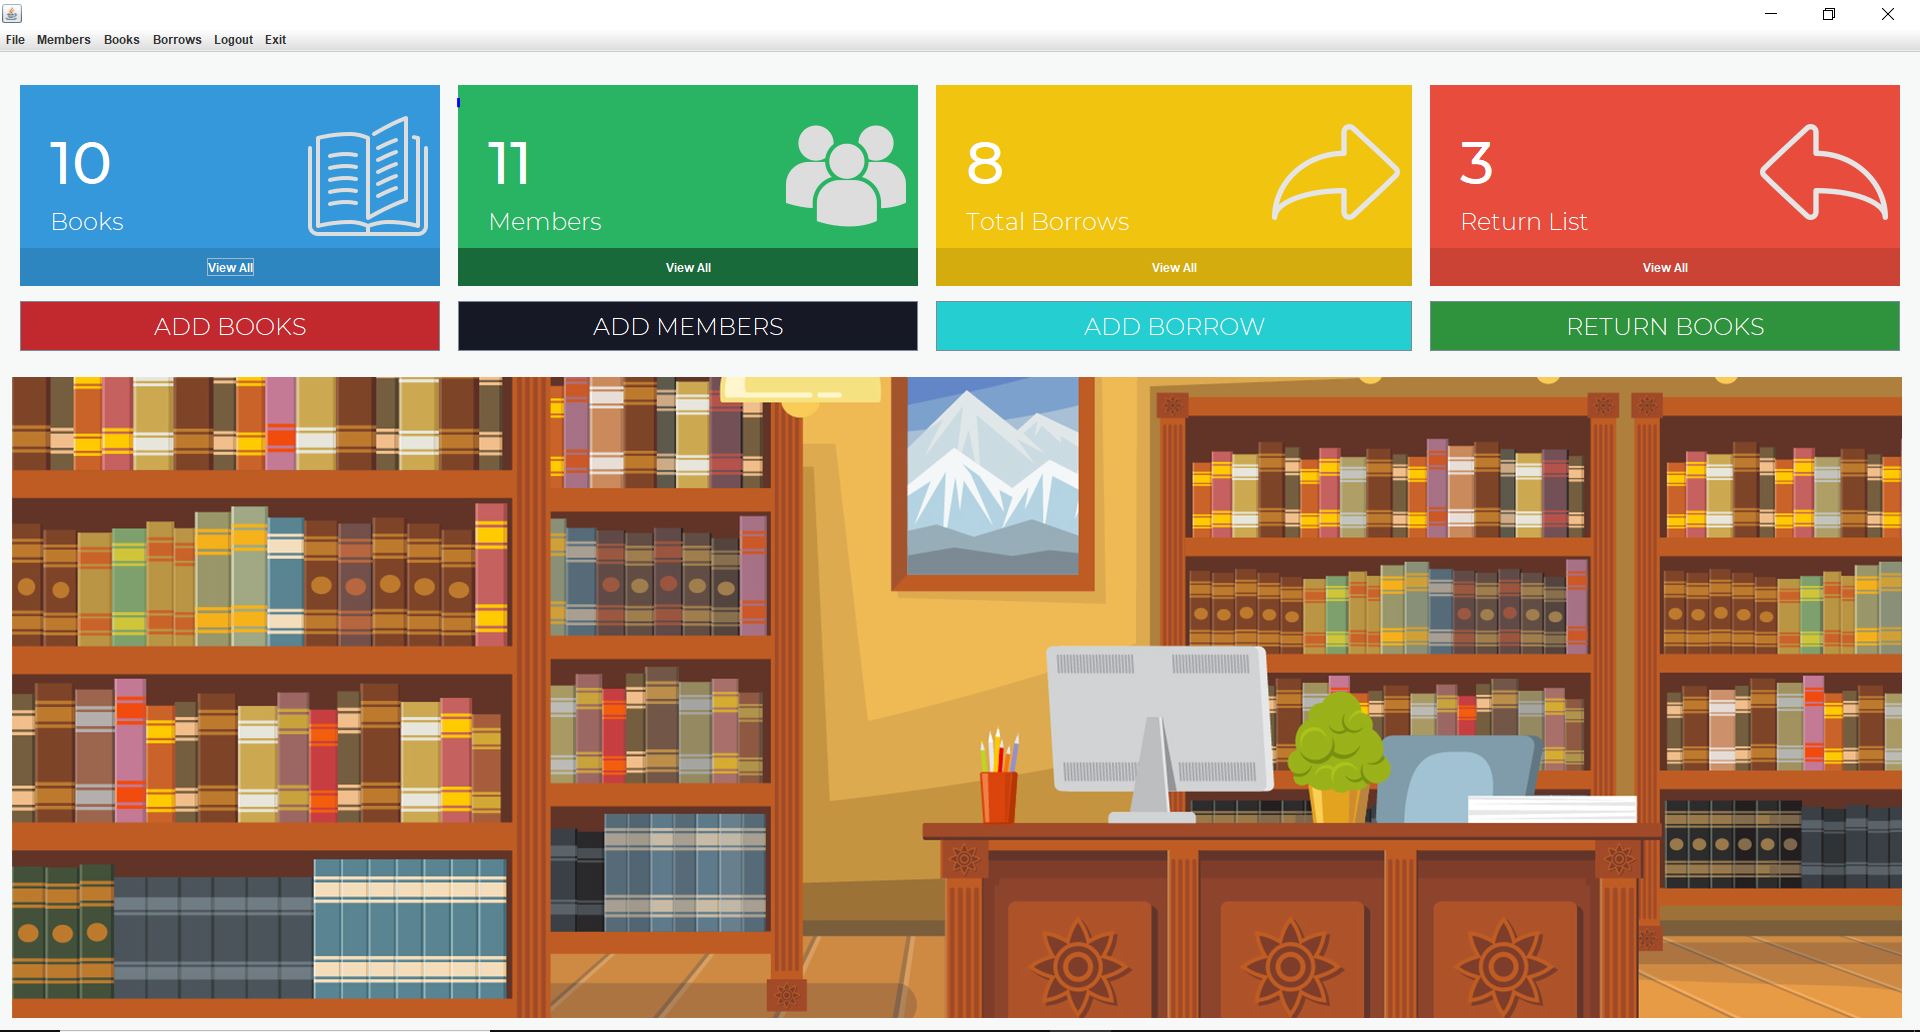 File Members Books Borrows Logout Exit
10
Books
View All
11
Members
View All
8
Total Borrows
View All
3
Return List
View All
ADD BOOKS
ADD MEMBERS
ADD BORROW
RETURN BOOKS